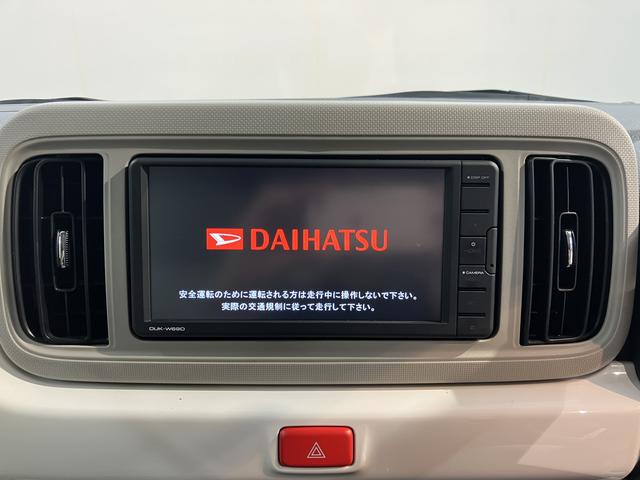 DISP OFF
DAIHATSU
CAMERA
安全運転のために運転される方は走行中に操作しないで下さい。
実際の交通規制に従って走行して下さい。
DUK-W69D